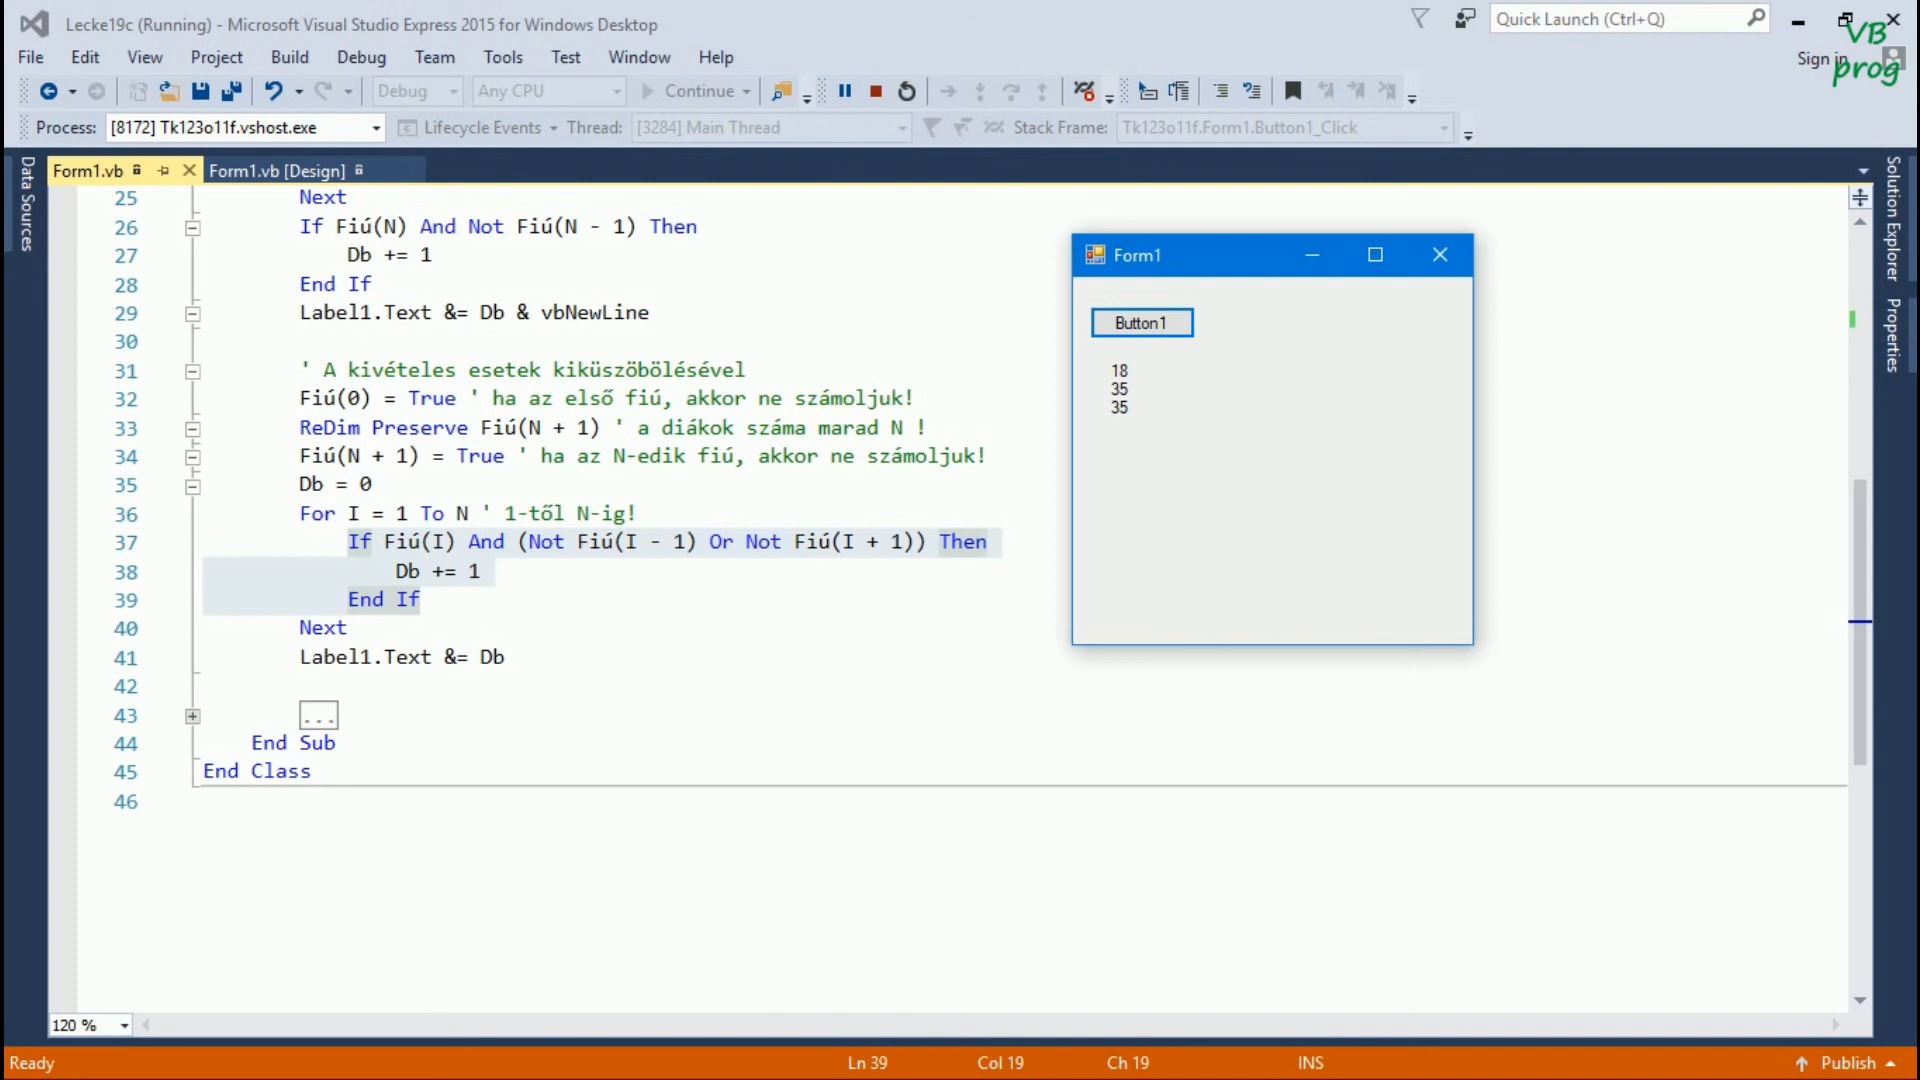 Lecke19c (Running) - Microsoft Visual Studio Express 2015 for Windows Desktop
Quick Launch (Ctrl+Q)
VB
prog
File Edit View Project Build Debug Team Tools Test Window Help
Sign in
Debug Any CPU Continue
Process: [8172] Tk123o11f.vshost.exe Lifecycle Events Thread: [3284] Main Thread Stack Frame: Tk123o11f.Form1.Button1_Click
Data Sources
Form1.vb Form1.vb [Design]
Solution Explorer
Properties
25 Next
26 If Fiú(N) And Not Fiú(N - 1) Then
27 Db += 1
28 End If
29 Label1.Text &= Db & vbNewLine
30
31 ' A kivételes esetek kiküszöbölésével
32 Fiú(0) = True ' ha az első fiú, akkor ne számoljuk!
33 ReDim Preserve Fiú(N + 1) ' a diákok száma marad N !
34 Fiú(N + 1) = True ' ha az N-edik fiú, akkor ne számoljuk!
35 Db = 0
36 For I = 1 To N ' 1-től N-ig!
37 If Fiú(I) And (Not Fiú(I - 1) Or Not Fiú(I + 1)) Then
38 Db += 1
39 End If
40 Next
41 Label1.Text &= Db
42
43 ...
44 End Sub
45 End Class
46
Form1
Button1
18
35
35
120 %
Ready Ln 39 Col 19 Ch 19 INS Publish